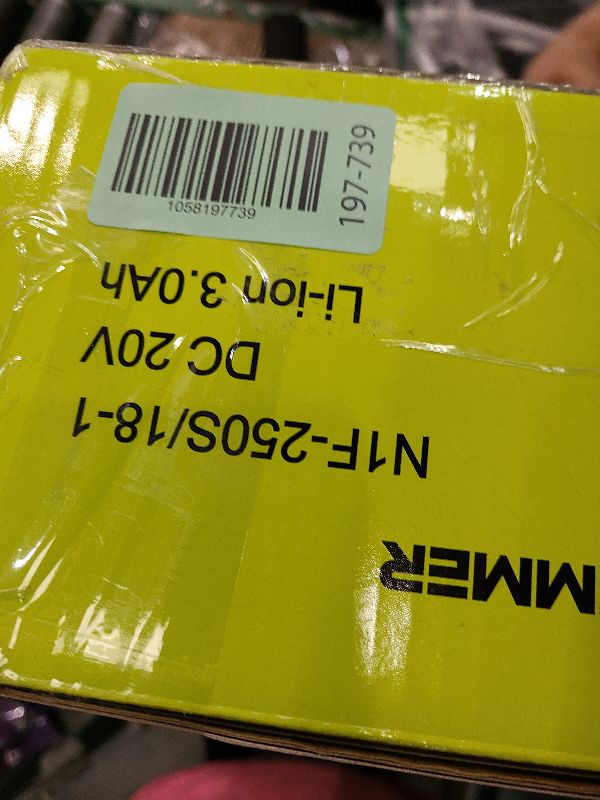 MMER
N1F-250S/18-1
DC 20V
Li-ion 3.0Ah
1058197739
197-739